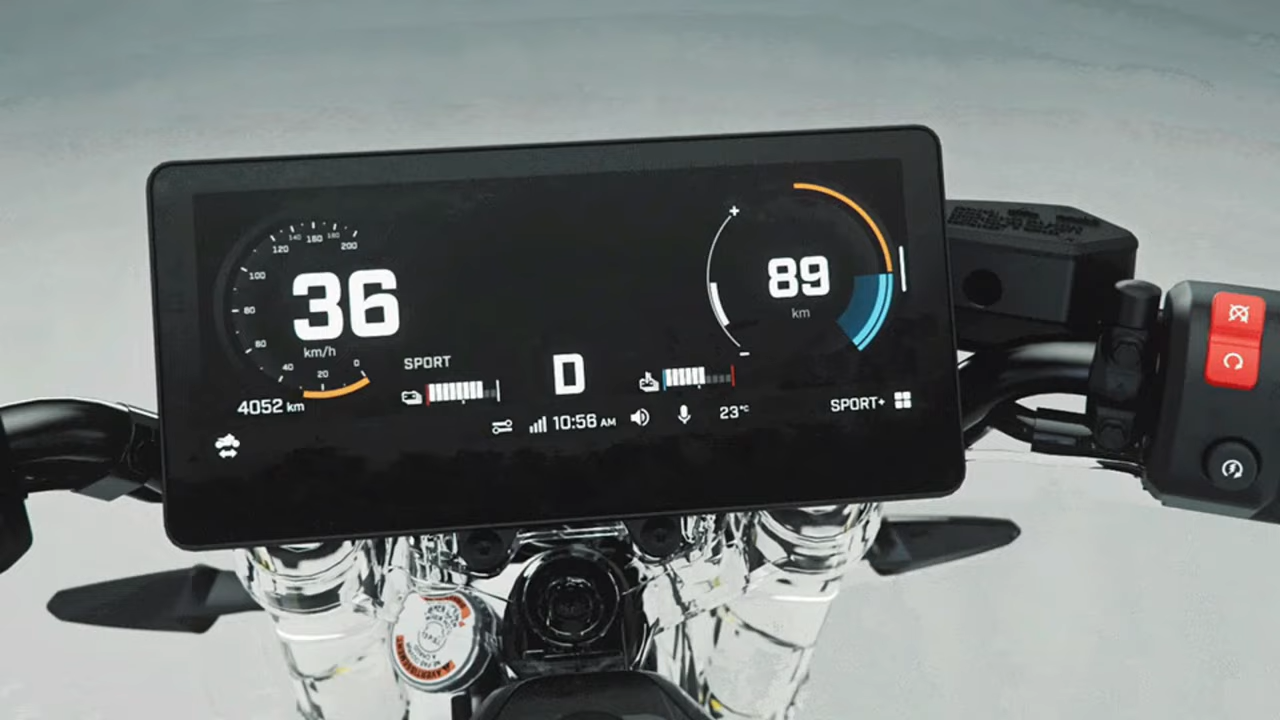 140 160 180
120
200
100
80
60
40
20
0
36
km/h
SPORT
4052 km
D
10:56 AM
23°C
+
89
km
−
SPORT+
AVERTISSEMENT